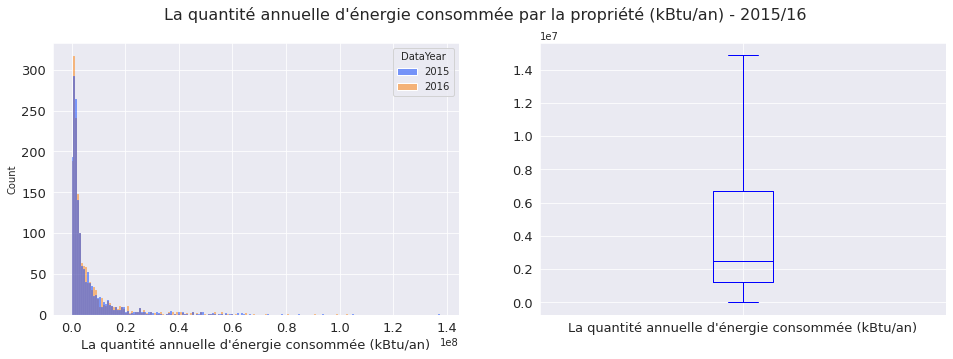 La quantité annuelle d'énergie consommée par la propriété (kBtu/an) - 2015/16
DataYear
2015
2016
300
250
200
150
100
50
0
Count
0.0 0.2 0.4 0.6 0.8 1.0 1.2 1.4
1e8
La quantité annuelle d'énergie consommée (kBtu/an)
1e7
1.4
1.2
1.0
0.8
0.6
0.4
0.2
0.0
La quantité annuelle d'énergie consommée (kBtu/an)